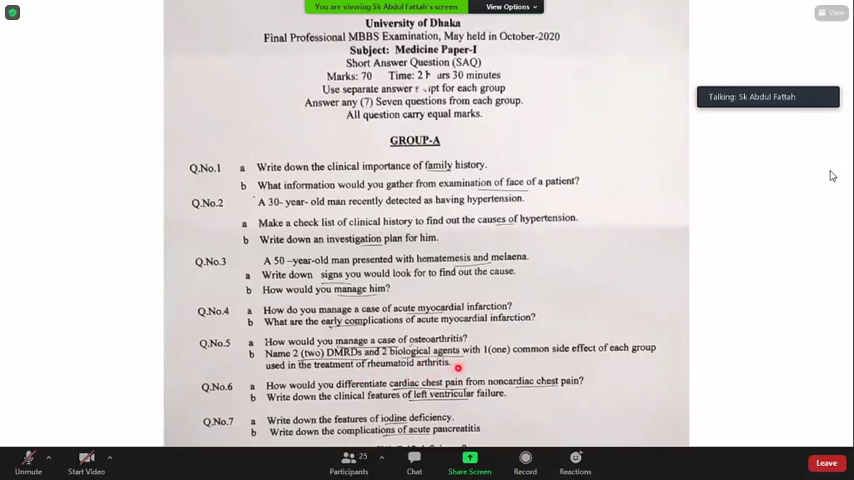 You are viewing Sk Abdul Fattah's screen
View Options
View
University of Dhaka
Final Professional MBBS Examination, May held in October-2020
Subject: Medicine Paper-I
Short Answer Question (SAQ)
Marks: 70 Time: 2 h ars 30 minutes
Use separate answer ipt for each group
Answer any (7) Seven questions from each group.
All question carry equal marks.
Talking: Sk Abdul Fattah
GROUP-A
Q.No.1 a Write down the clinical importance of family history.
b What information would you gather from examination of face of a patient?
Q.No.2 A 30- year- old man recently detected as having hypertension.
a Make a check list of clinical history to find out the causes of hypertension.
b Write down an investigation plan for him.
Q.No.3 A 50 –year-old man presented with hematemesis and melaena.
a Write down signs you would look for to find out the cause.
b How would you manage him?
Q.No.4 a How do you manage a case of acute myocardial infarction?
b What are the early complications of acute myocardial infarction?
Q.No.5 a How would you manage a case of osteoarthritis?
b Name 2 (two) DMRDs and 2 biological agents with 1(one) common side effect of each group
used in the treatment of rheumatoid arthritis.
Q.No.6 a How would you differentiate cardiac chest pain from noncardiac chest pain?
b Write down the clinical features of left ventricular failure.
Q.No.7 a Write down the features of iodine deficiency.
b Write down the complications of acute pancreatitis
Unmute
Start Video
Participants
25
Chat
Share Screen
Record
Reactions
Leave